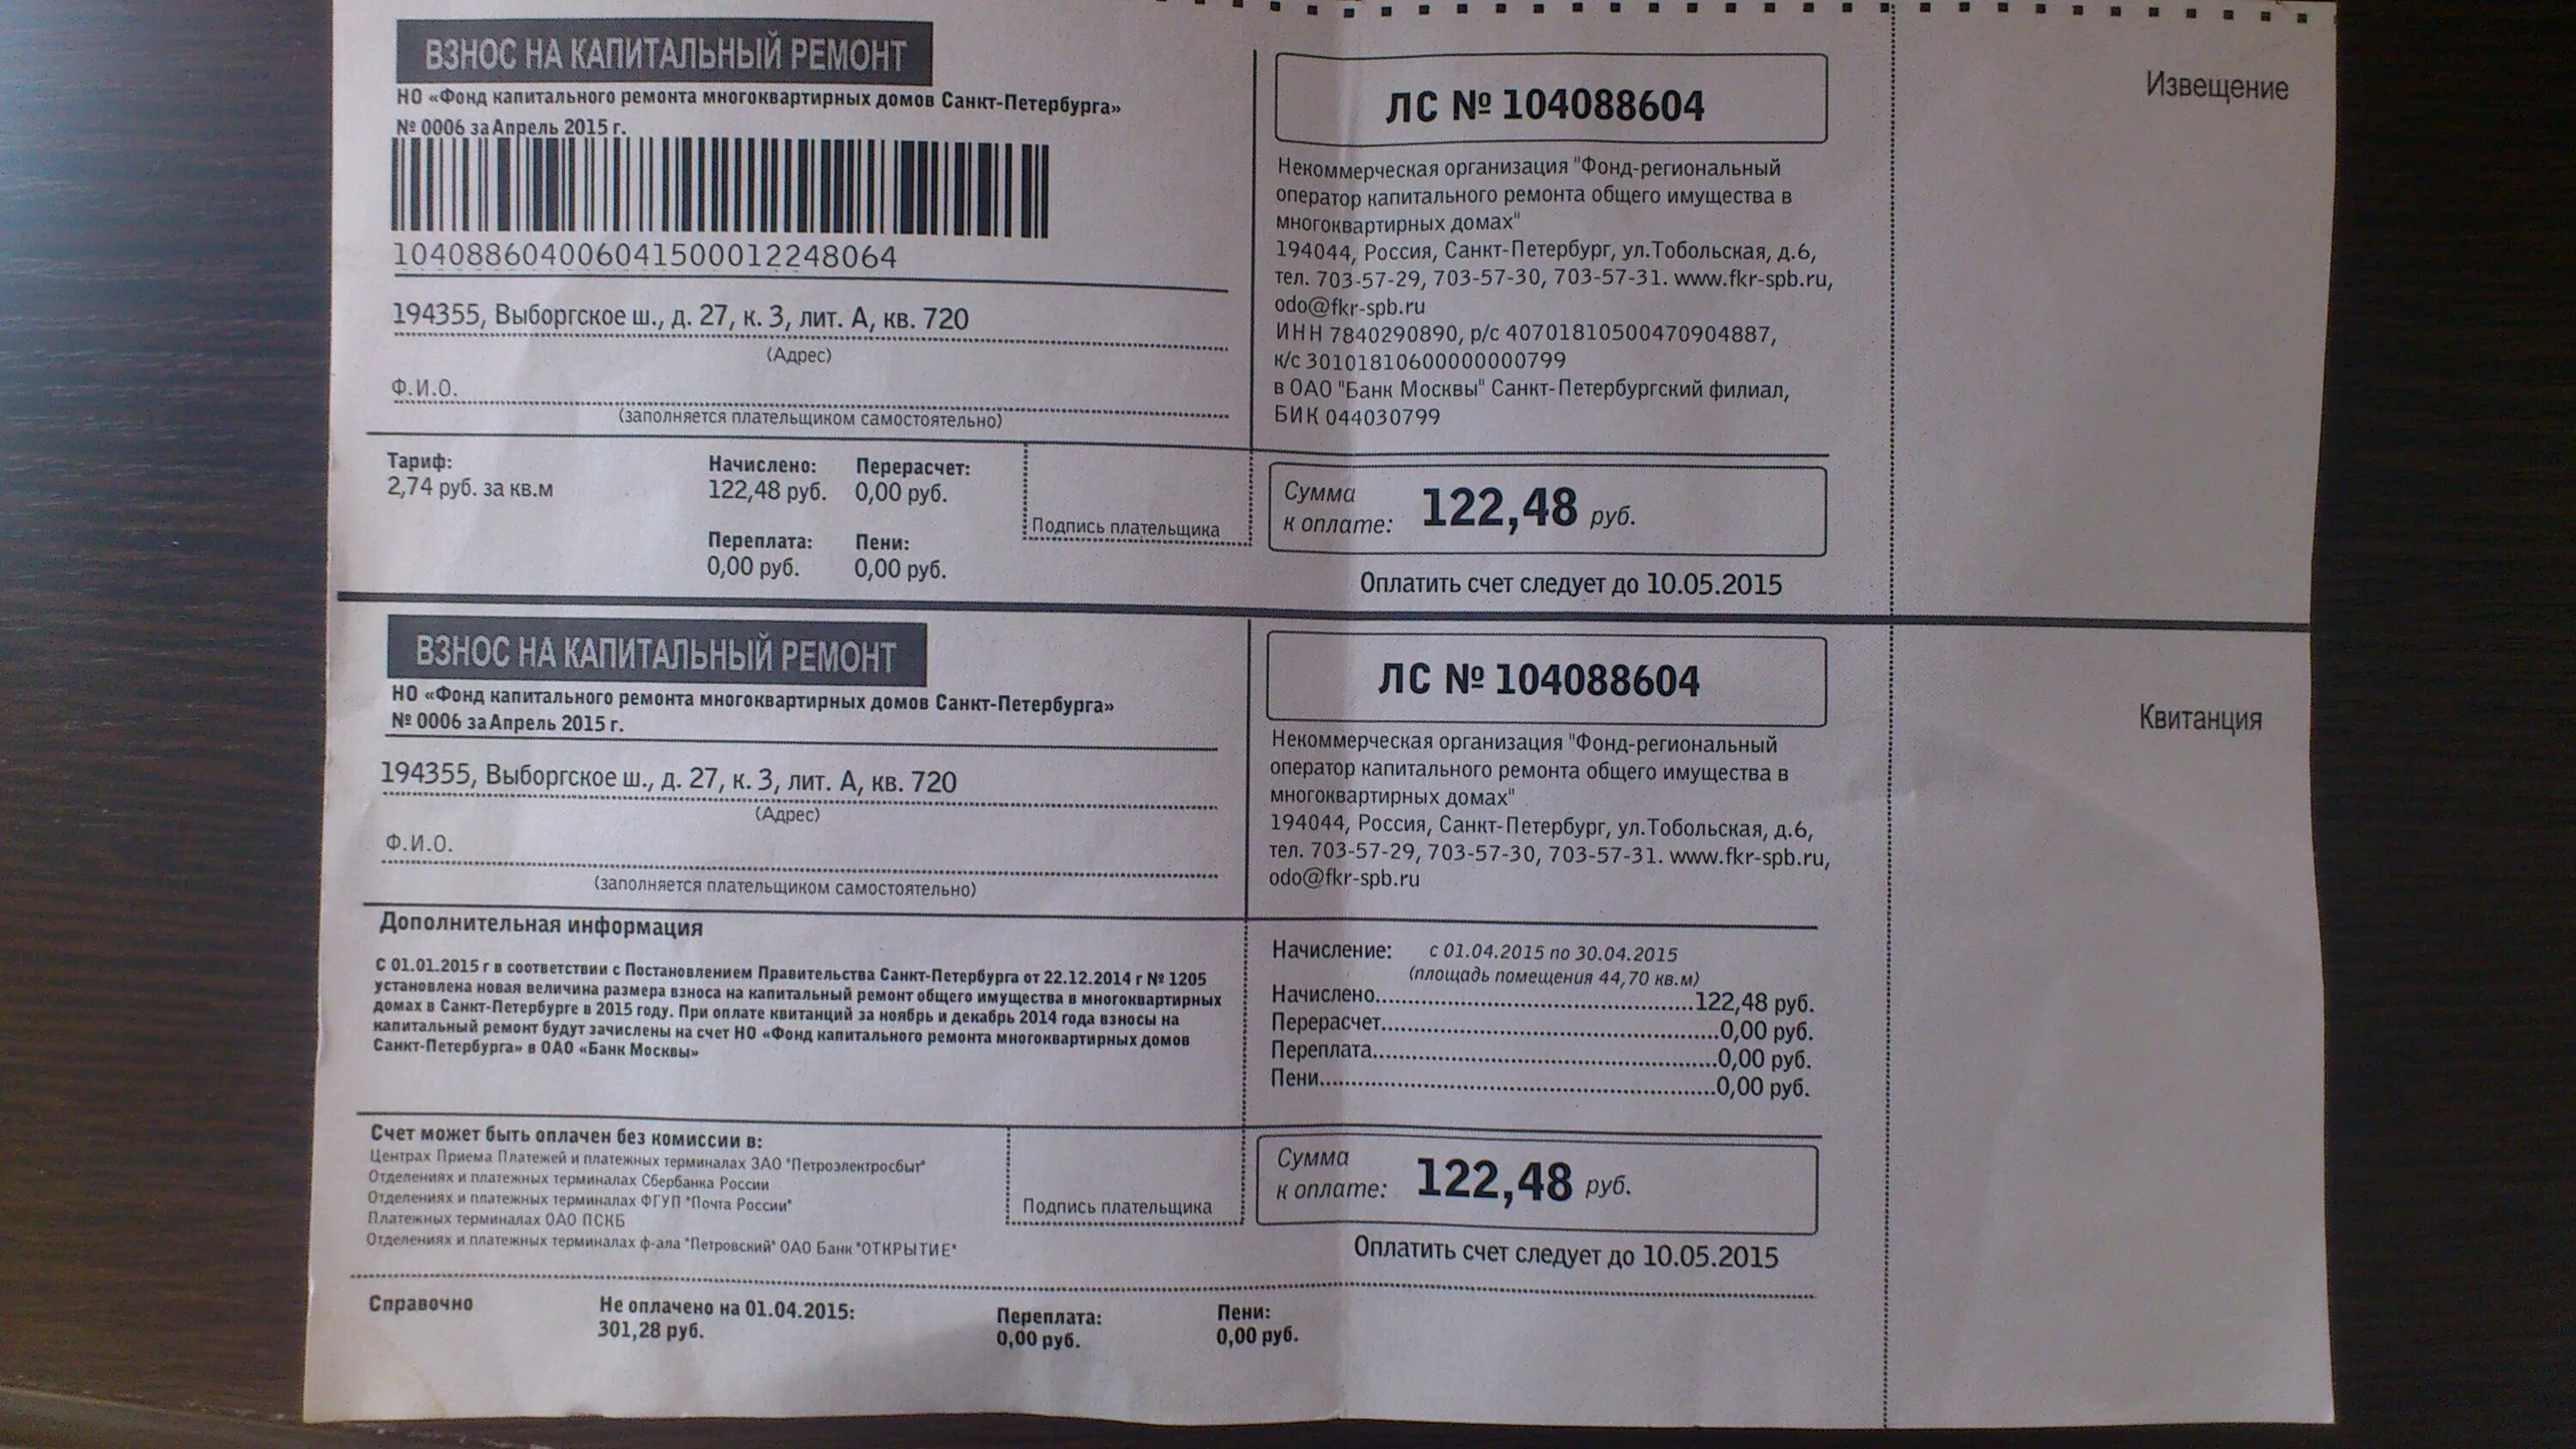 ВЗНОС НА КАПИТАЛЬНЫЙ РЕМОНТ
НО «Фонд капитального ремонта многоквартирных домов Санкт-Петербурга»
№ 0006 за Апрель 2015 г.
1040886040060415000122480​64
194355, Выборгское ш., д. 27, к. 3, лит. А, кв. 720
(Адрес)
Ф.И.О.
(заполняется плательщиком самостоятельно)
Тариф:
2,74 руб. за кв.м
Начислено:
122,48 руб.
Перерасчет:
0,00 руб.
Переплата:
0,00 руб.
Пени:
0,00 руб.
Подпись плательщика
ЛС № 104088604
Некоммерческая организация "Фонд-региональный
оператор капитального ремонта общего имущества в
многоквартирных домах"
194044, Россия, Санкт-Петербург, ул.Тобольская, д.6,
тел. 703-57-29, 703-57-30, 703-57-31. www.fkr-spb.ru,
odo@fkr-spb.ru
ИНН 7840290890, р/с 40701810500470904887,
к/с 30101810600000000799
в ОАО "Банк Москвы" Санкт-Петербургский филиал,
БИК 044030799
Сумма
к оплате: 122,48 руб.
Оплатить счет следует до 10.05.2015
Извещение
ВЗНОС НА КАПИТАЛЬНЫЙ РЕМОНТ
НО «Фонд капитального ремонта многоквартирных домов Санкт-Петербурга»
№ 0006 за Апрель 2015 г.
194355, Выборгское ш., д. 27, к. 3, лит. А, кв. 720
(Адрес)
Ф.И.О.
(заполняется плательщиком самостоятельно)
Дополнительная информация
С 01.01.2015 г в соответствии с Постановлением Правительства Санкт-Петербурга от 22.12.2014 г № 1205
установлена новая величина размера взноса на капитальный ремонт общего имущества в многоквартирных
домах в Санкт-Петербурге в 2015 году. При оплате квитанций за ноябрь и декабрь 2014 года взносы на
капитальный ремонт будут зачислены на счет НО «Фонд капитального ремонта многоквартирных домов
Санкт-Петербурга» в ОАО «Банк Москвы»
Счет может быть оплачен без комиссии в:
Центрах Приема Платежей и платежных терминалах ЗАО "Петроэлектросбыт"
Отделениях и платежных терминалах Сбербанка России
Отделениях и платежных терминалах ФГУП "Почта России"
Платежных терминалах ОАО ПСКБ
Отделениях и платежных терминалах ф-ала "Петровский" ОАО Банк "ОТКРЫТИЕ"
Подпись плательщика
ЛС № 104088604
Некоммерческая организация "Фонд-региональный
оператор капитального ремонта общего имущества в
многоквартирных домах"
194044, Россия, Санкт-Петербург, ул.Тобольская, д.6,
тел. 703-57-29, 703-57-30, 703-57-31. www.fkr-spb.ru,
odo@fkr-spb.ru
Начисление: с 01.04.2015 по 30.04.2015
(площадь помещения 44,70 кв.м)
Начислено....122,48 руб.
Перерасчет....0,00 руб.
Переплата....0,00 руб.
Пени....0,00 руб.
Сумма
к оплате: 122,48 руб.
Оплатить счет следует до 10.05.2015
Квитанция
Справочно
Не оплачено на 01.04.2015:
301,28 руб.
Переплата:
0,00 руб.
Пени:
0,00 руб.